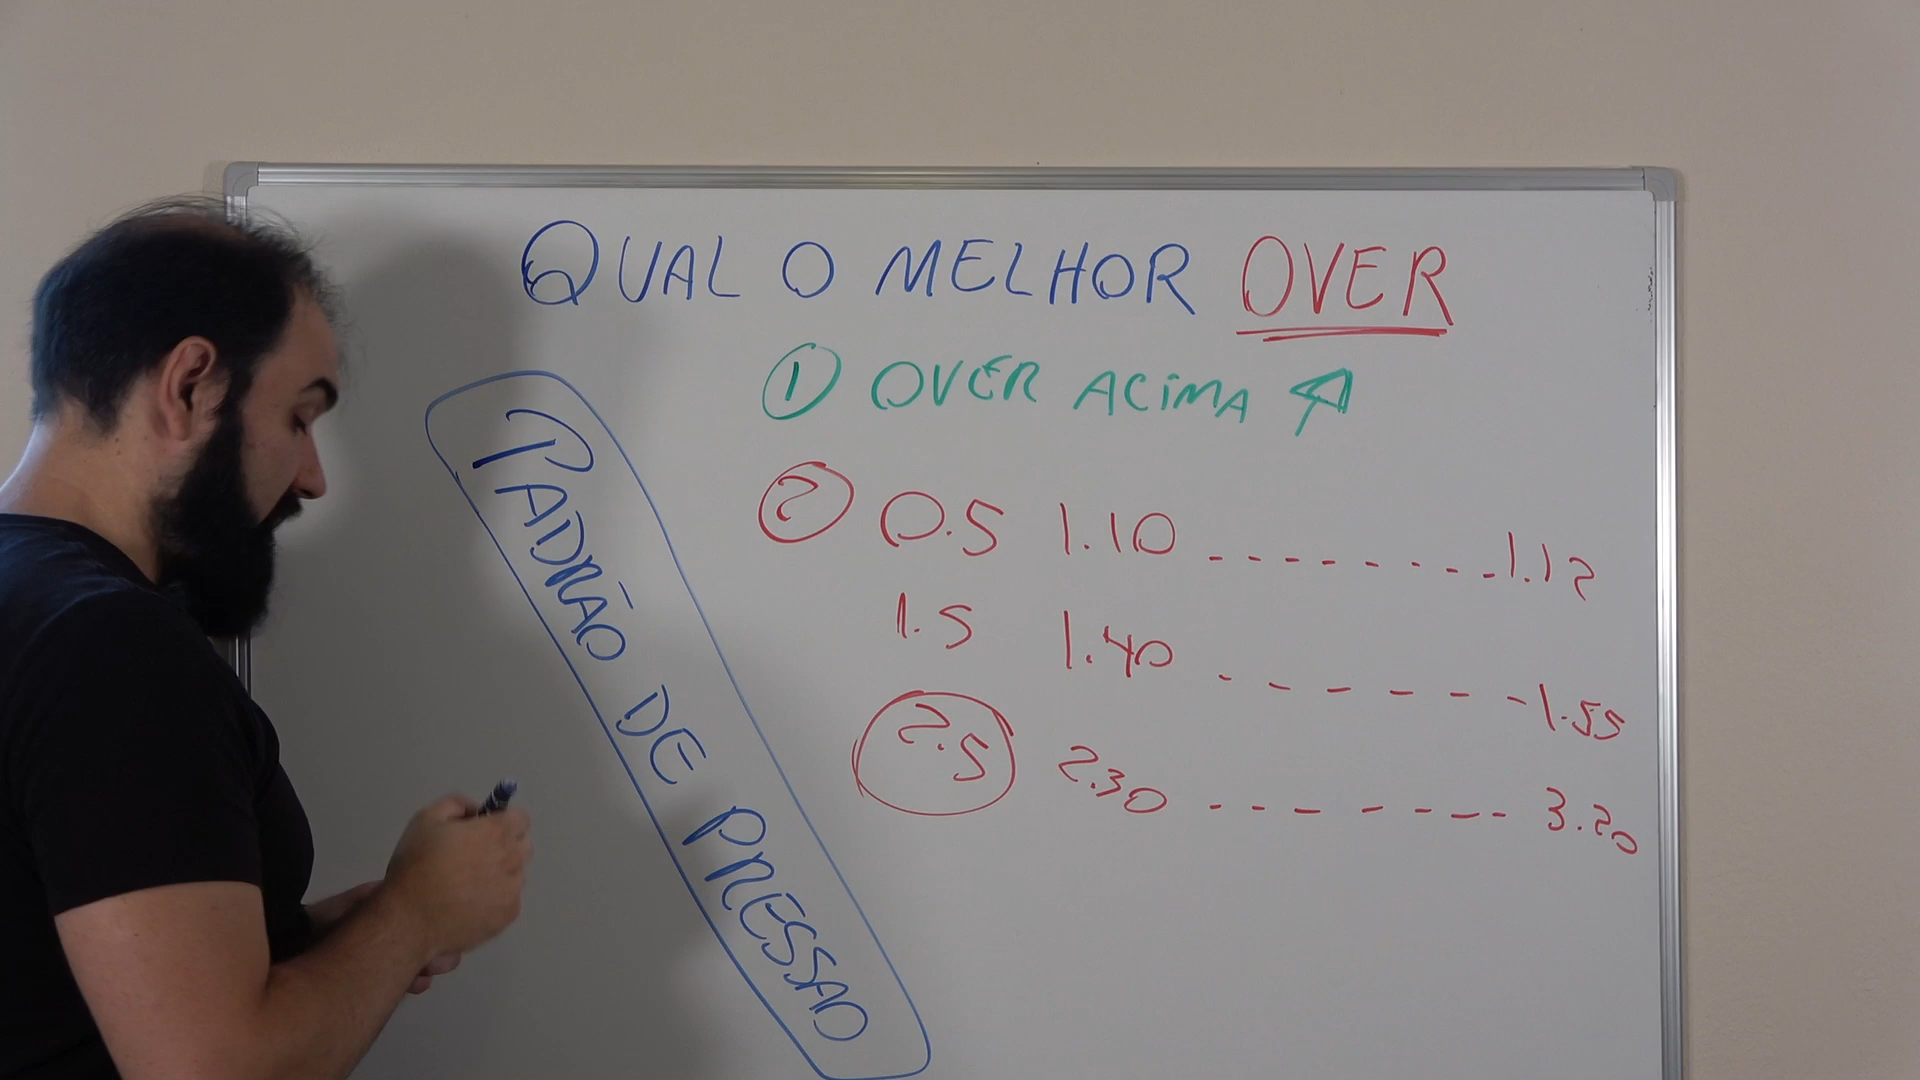 QUAL O MELHOR OVER
1 OVER ACIMA
2 0.5 1.10 - - - - - - - - 1.12
1.5 1.40 - - - - - - 1.55
2.5 2.30 - - - - - - - 3.20
PADRÃO DE PRESSAO